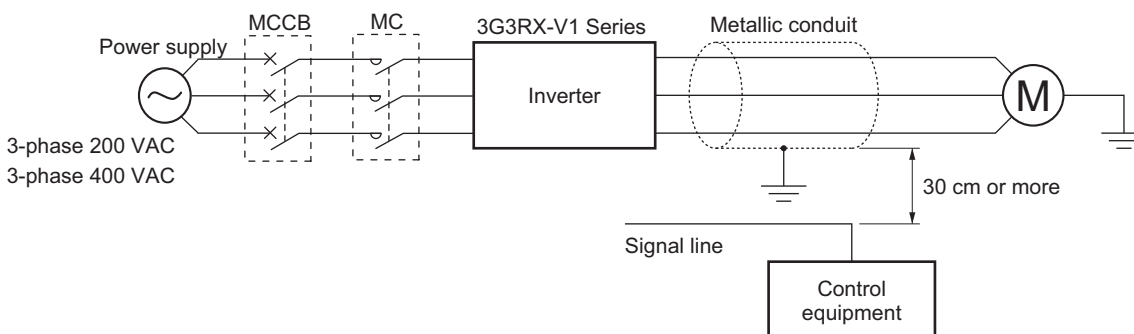 MCCB
MC
3G3RX-V1 Series
Metallic conduit
Power supply
Inverter
M
3-phase 200 VAC
3-phase 400 VAC
30 cm or more
Signal line
Control
equipment